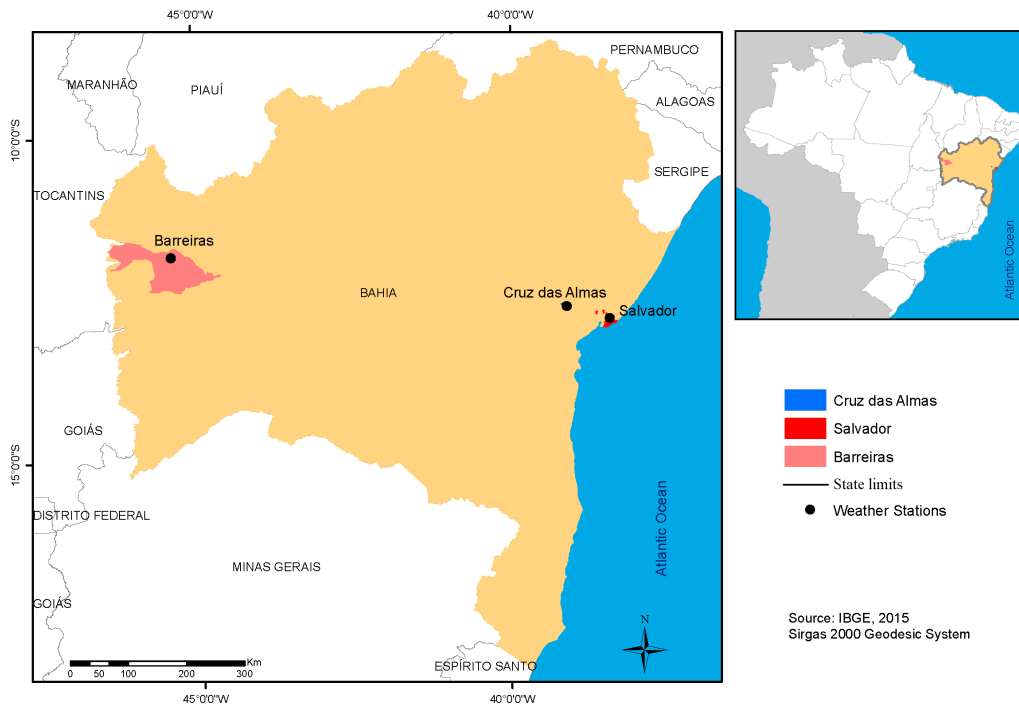 45°0'0"W
40°0'0"W
PERNAMBUCO
MARANHÃO
PIAUÍ
ALAGOAS
10°0'0"S
SERGIPE
TOCANTINS
Barreiras
BAHIA
Cruz das Almas
Salvador
GOIÁS
15°0'0"S
DISTRITO FEDERAL
MINAS GERAIS
GOIÁS
Atlantic Ocean
N
ESPÍRITO SANTO
Km
0 50 100 200 300
45°0'0"W
40°0'0"W
Atlantic Ocean
Cruz das Almas
Salvador
Barreiras
State limits
Weather Stations
Source: IBGE, 2015
Sirgas 2000 Geodesic System